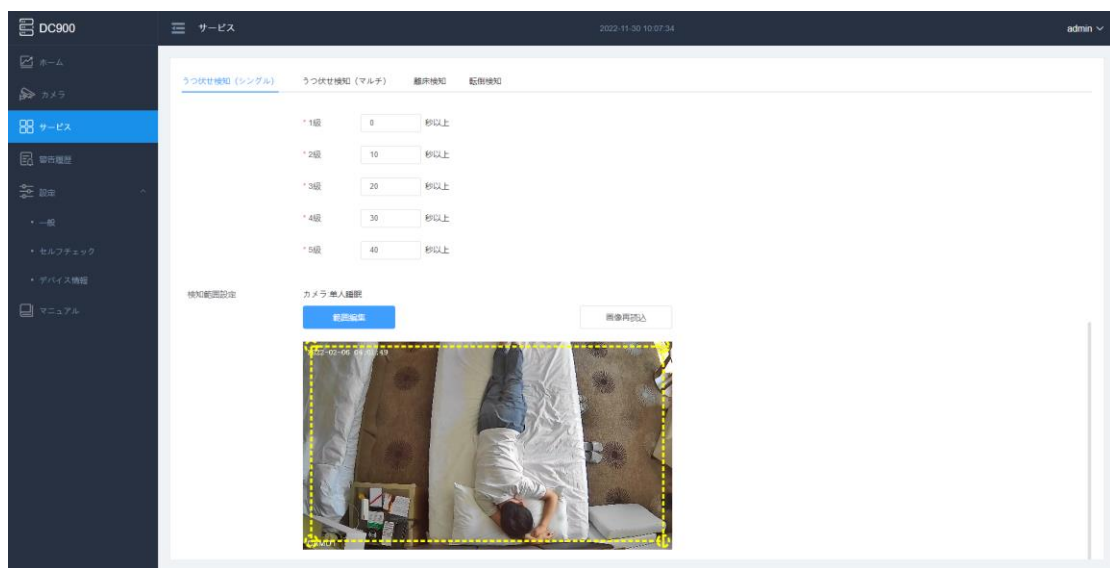 DC900
サービス
2022-11-30 10:07:34
admin
ホーム
カメラ
サービス
警告履歴
設定
・一般
・セルフチェック
・デバイス情報
マニュアル
うつ伏せ検知（シングル）
うつ伏せ検知（マルチ）
離床検知
転倒検知
* 1級 0 秒以上
* 2級 10 秒以上
* 3級 20 秒以上
* 4級 30 秒以上
* 5級 40 秒以上
検知範囲設定
カメラ:単人睡眠
範囲編集
画像再読込